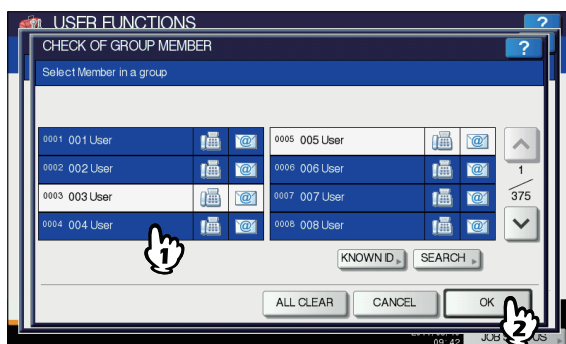 USER FUNCTIONS
?
CHECK OF GROUP MEMBER
?
Select Member in a group
0001 001 User
@
0005 005 User
@
0002 002 User
@
0006 006 User
@
1
0003 003 User
@
0007 007 User
@
375
0004 004 User
@
0008 008 User
@
1
KNOWN ID
SEARCH
ALL CLEAR
CANCEL
OK
2
09:42